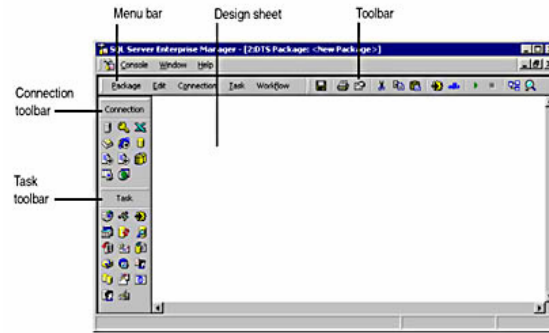 Menu bar
Design sheet
Toolbar
SQL Server Enterprise Manager - [2:DTS Package: <New Package>]
Console Window Help
Package Edit Connection Task Workflow
Connection toolbar
Connection
Task toolbar
Task